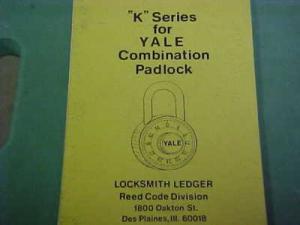 "K" Series
for
YALE
Combination
Padlock
YALE
LOCKSMITH LEDGER
Reed Code Division
1800 Oakton St.
Des Plaines, Ill. 60018